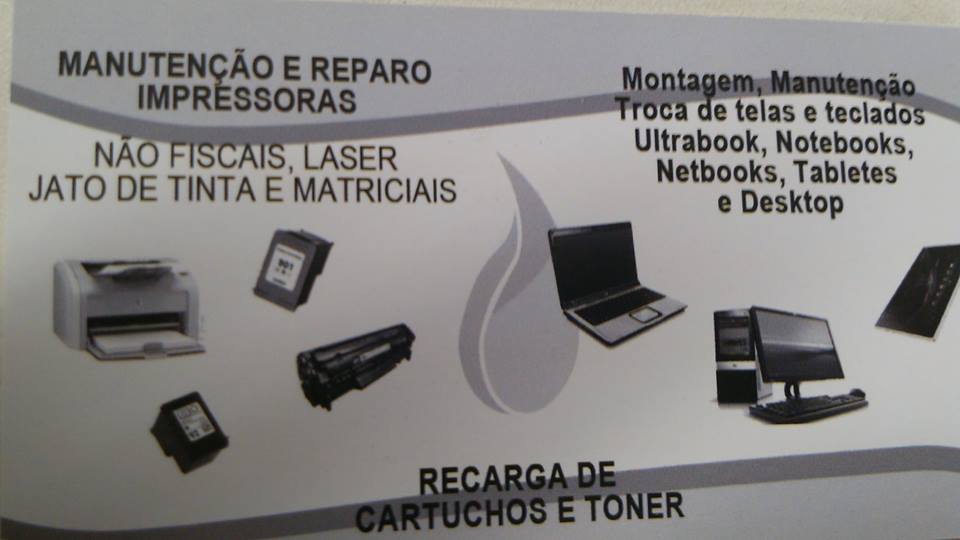 MANUTENÇÃO E REPARO
IMPRESSORAS
NÃO FISCAIS, LASER
JATO DE TINTA E MATRICIAIS
Montagem, Manutenção
Troca de telas e teclados
Ultrabook, Notebooks,
Netbooks, Tabletes
e Desktop
901
RECARGA DE
CARTUCHOS E TONER